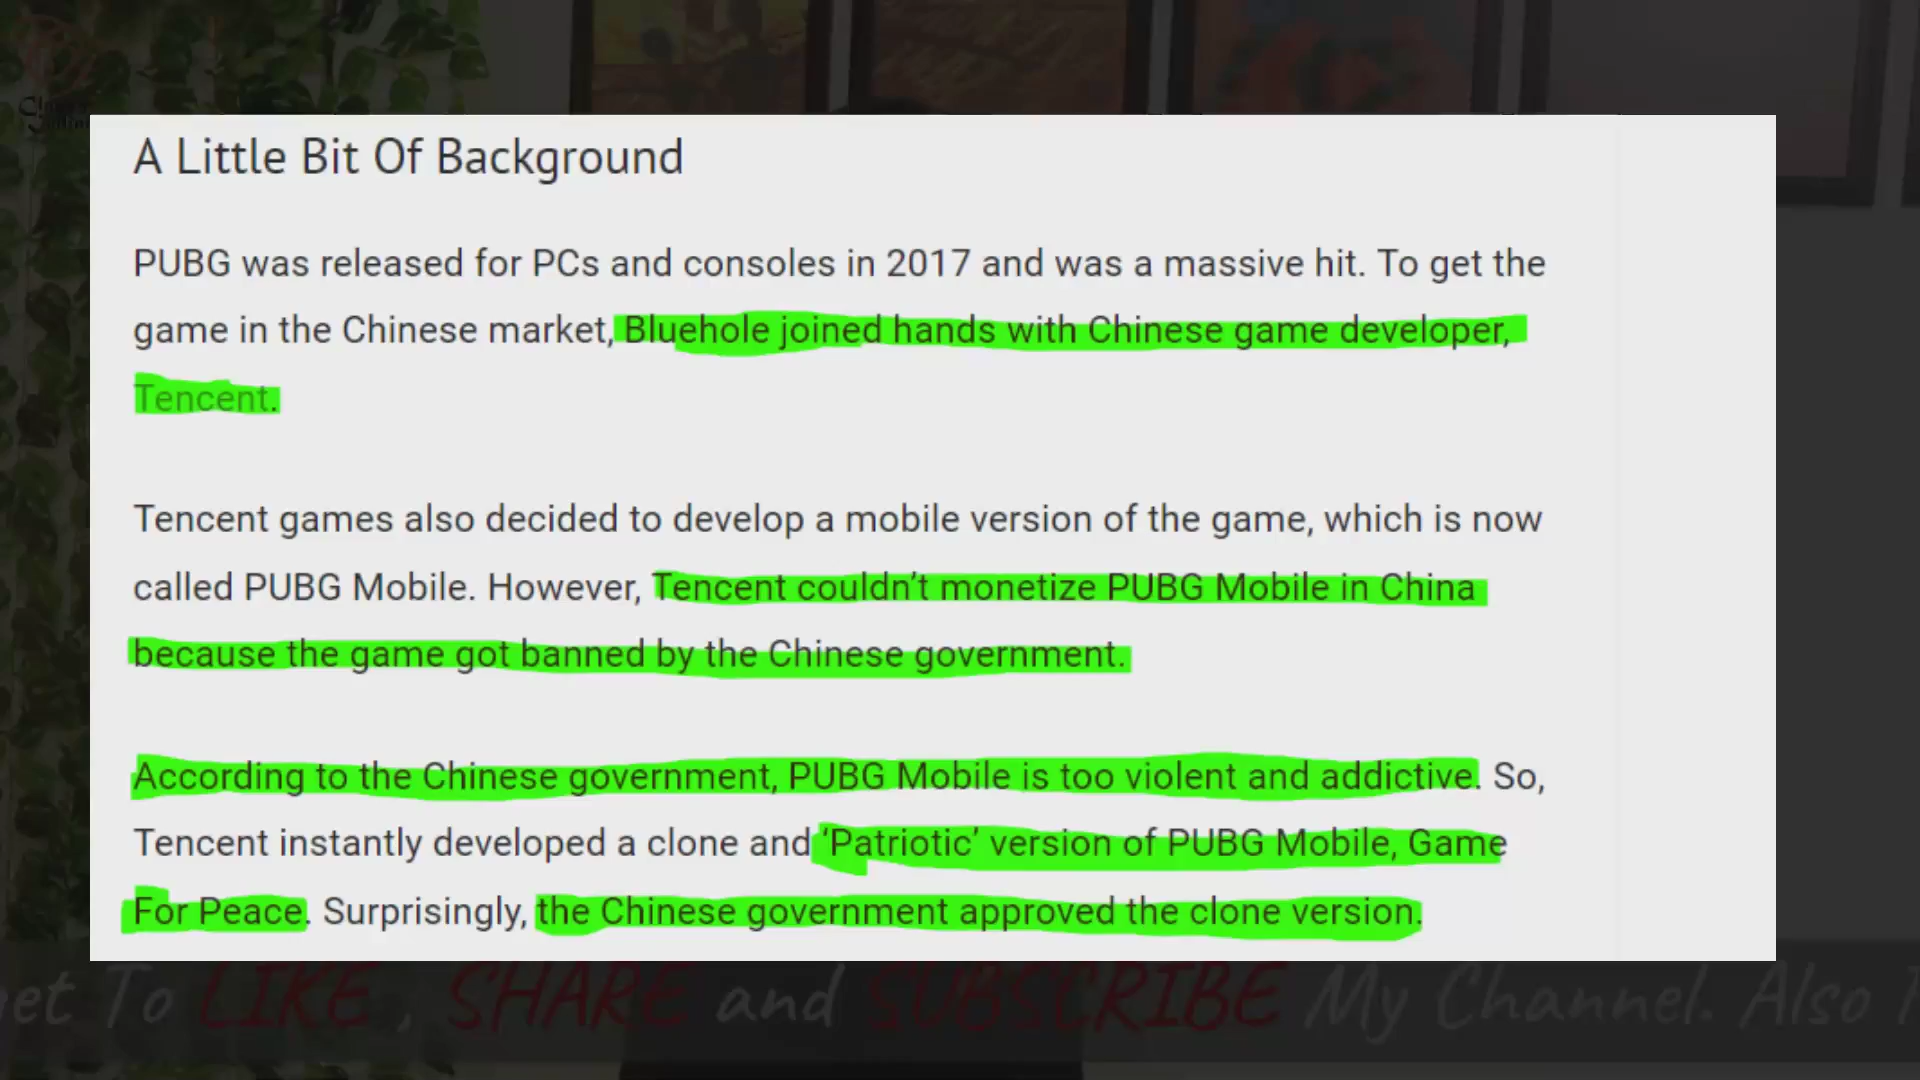 A Little Bit Of Background
PUBG was released for PCs and consoles in 2017 and was a massive hit. To get the
game in the Chinese market, Bluehole joined hands with Chinese game developer,
Tencent.
Tencent games also decided to develop a mobile version of the game, which is now
called PUBG Mobile. However, Tencent couldn’t monetize PUBG Mobile in China
because the game got banned by the Chinese government.
According to the Chinese government, PUBG Mobile is too violent and addictive. So,
Tencent instantly developed a clone and ‘Patriotic’ version of PUBG Mobile, Game
For Peace. Surprisingly, the Chinese government approved the clone version.
To LIKE, SHARE and SUBSCRIBE My Channel. Also